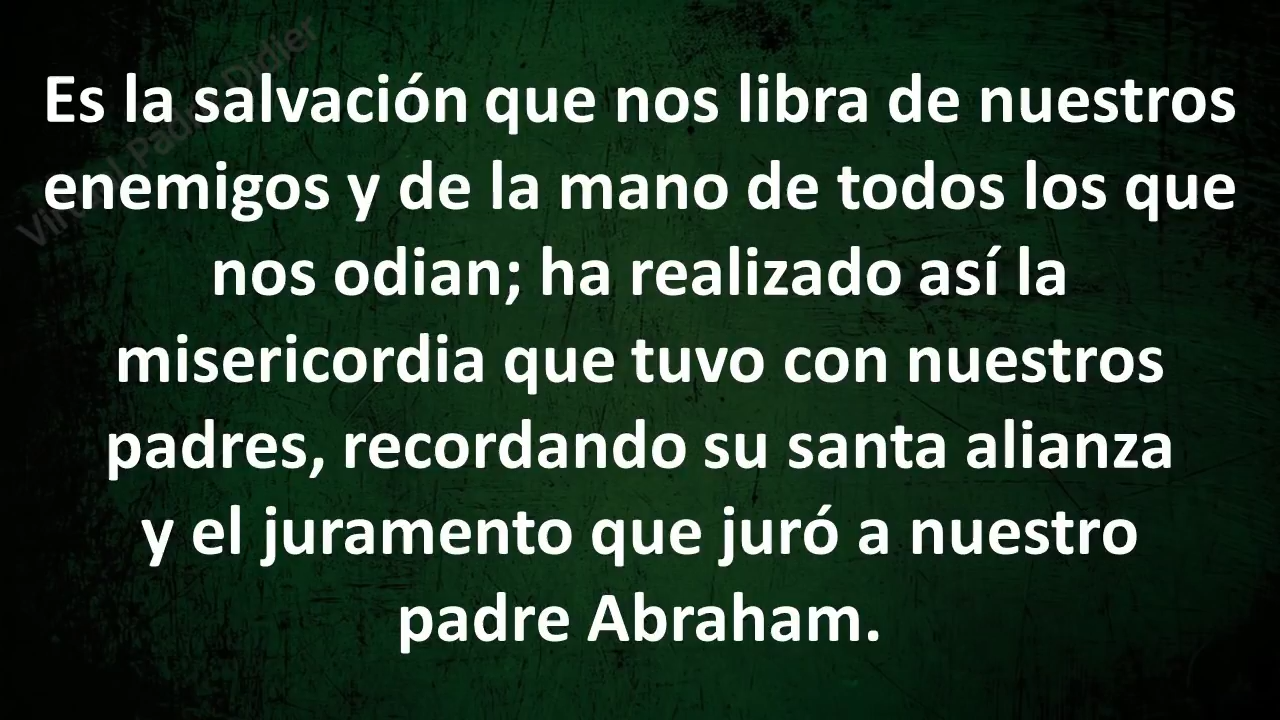 Es la salvación que nos libra de nuestros
enemigos y de la mano de todos los que
nos odian; ha realizado así la
misericordia que tuvo con nuestros
padres, recordando su santa alianza
y el juramento que juró a nuestro
padre Abraham.